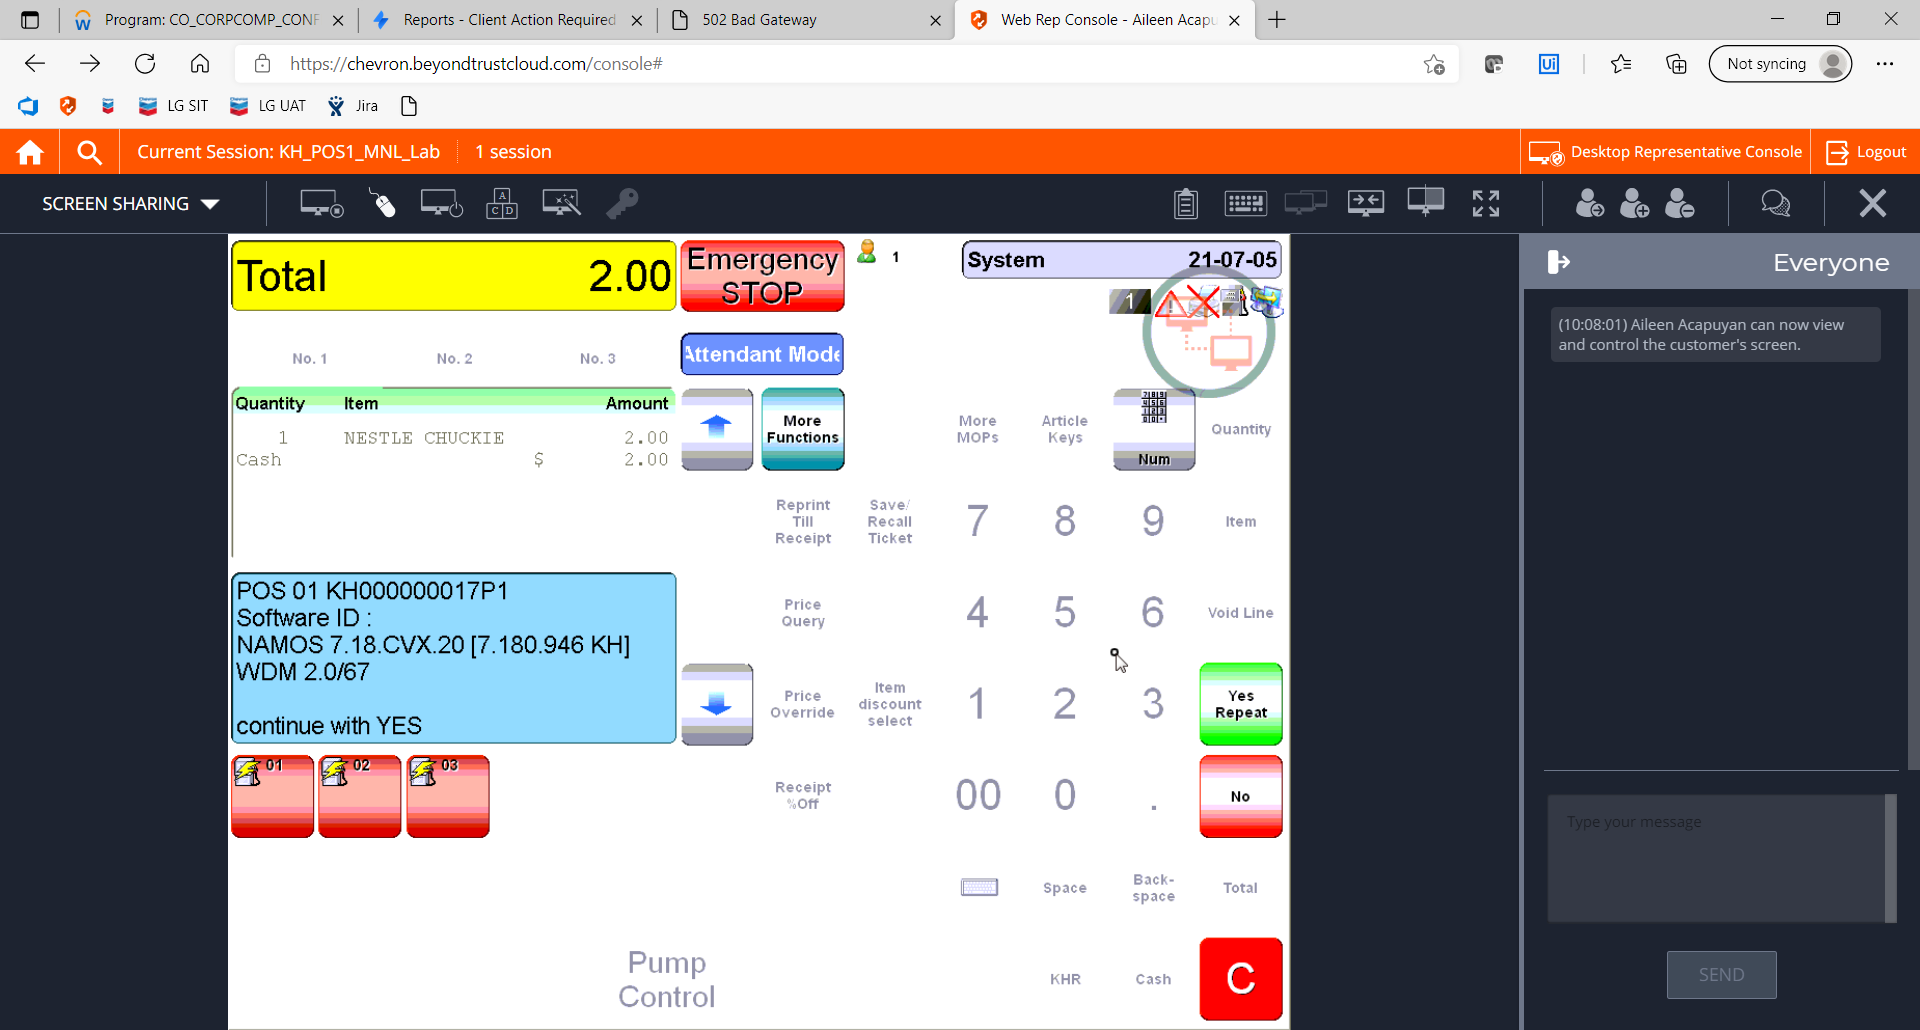 Program: CO_CORPCOMP_CONF
Reports - Client Action Required
502 Bad Gateway
Web Rep Console - Aileen Acapu
https://chevron.beyondtrustcloud.com/console#
Not syncing
LG SIT
LG UAT
Jira
Current Session: KH_POS1_MNL_Lab
1 session
Desktop Representative Console
Logout
SCREEN SHARING
Total 2.00
Emergency
STOP
1
System 21-07-05
1
No. 1
No. 2
No. 3
Attendant Mode
Quantity Item Amount
1 NESTLE CHUCKIE 2.00
Cash $ 2.00
More
Functions
More
MOPs
Article
Keys
Num
Quantity
Reprint
Till
Receipt
Save/
Recall
Ticket
7
8
9
Item
POS 01 KH000000017P1
Software ID :
NAMOS 7.18.CVX.20 [7.180.946 KH]
WDM 2.0/67
continue with YES
Price
Query
4
5
6
Void Line
Price
Override
Item
discount
select
1
2
3
Yes
Repeat
01
02
03
Receipt
%Off
00
0
.
No
Space
Back-
space
Total
Pump
Control
KHR
Cash
C
Everyone
(10:08:01) Aileen Acapuyan can now view
and control the customer's screen.
Type your message
SEND